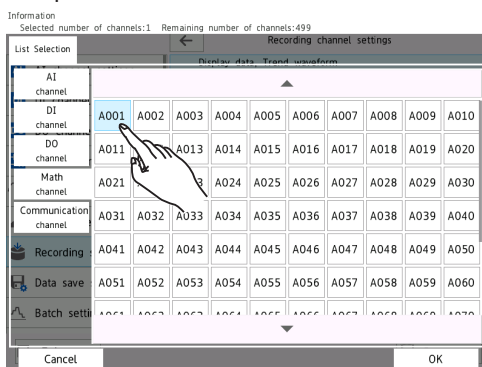 Information
Selected number of channels:1 Remaining number of channels:499
List Selection
Recording channel settings
Display data, Trend waveform
AI
channel
DI
channel
DO
channel
Math
channel
Communication
channel
A001 A002 A003 A004 A005 A006 A007 A008 A009 A010
A011 A013 A014 A015 A016 A017 A018 A019 A020
A021 A024 A025 A026 A027 A028 A029 A030
A031 A032 A033 A034 A035 A036 A037 A038 A039 A040
A041 A042 A043 A044 A045 A046 A047 A048 A049 A050
A051 A052 A053 A054 A055 A056 A057 A058 A059 A060
Recording
Data save
Batch setti
Cancel
OK